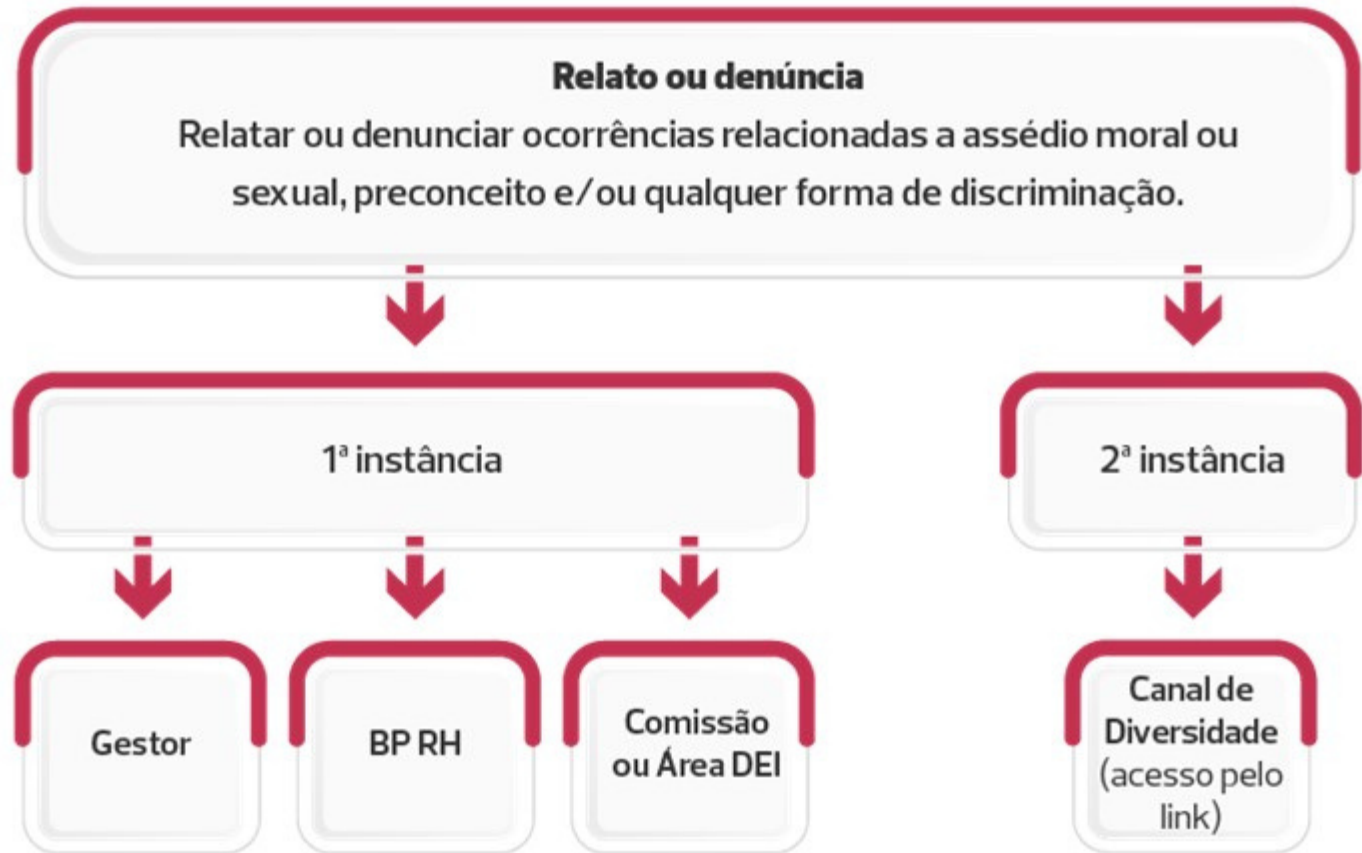 Relato ou denúncia
Relatar ou denunciar ocorrências relacionadas a assédio moral ou
sexual, preconceito e/ou qualquer forma de discriminação.
1ª instância
2ª instância
Gestor
BP RH
Comissão
ou Área DEI
Canal de
Diversidade
(acesso pelo
link)